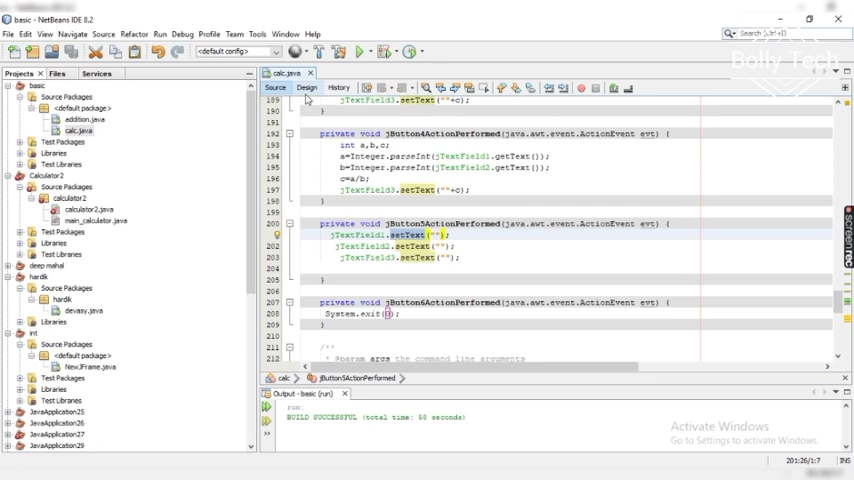 basic - NetBeans IDE 8.2
File Edit View Navigate Source Refactor Run Debug Profile Team Tools Window Help
Search (Ctrl+I)
<default config>
Bolly Tech
Projects Files Services
calc.java
Source Design History
basic
Source Packages
<default package>
addition.java
calc.java
Test Packages
Libraries
Test Libraries
Calculator2
Source Packages
calculator2
calculator2.java
main_calculator.java
Test Packages
Libraries
deep mahal
hardik
Source Packages
hardik
devasy.java
Libraries
int
Source Packages
<default package>
NewJFrame.java
Test Packages
Libraries
Test Libraries
JavaApplication25
JavaApplication26
JavaApplication27
JavaApplication29
189 jTextField3.setText(""+c);
190 }
191
192 private void jButton4ActionPerformed(java.awt.event.ActionEvent evt) {
193 int a,b,c;
194 a=Integer.parseInt(jTextField1.getText());
195 b=Integer.parseInt(jTextField2.getText());
196 c=a/b;
197 jTextField3.setText(""+c);
198 }
199
200 private void jButton5ActionPerformed(java.awt.event.ActionEvent evt) {
jTextField1.setText("");
202 jTextField2.setText("");
203 jTextField3.setText("");
204
205 }
206
207 private void jButton6ActionPerformed(java.awt.event.ActionEvent evt) {
208 System.exit(0);
209 }
210
211 /**
212 * @param args the command line arguments
calc jButton5ActionPerformed
Output - basic (run)
run:
BUILD SUCCESSFUL (total time: 50 seconds)
Activate Windows
Go to Settings to activate Windows.
201:26/1:7 INS
screenrec